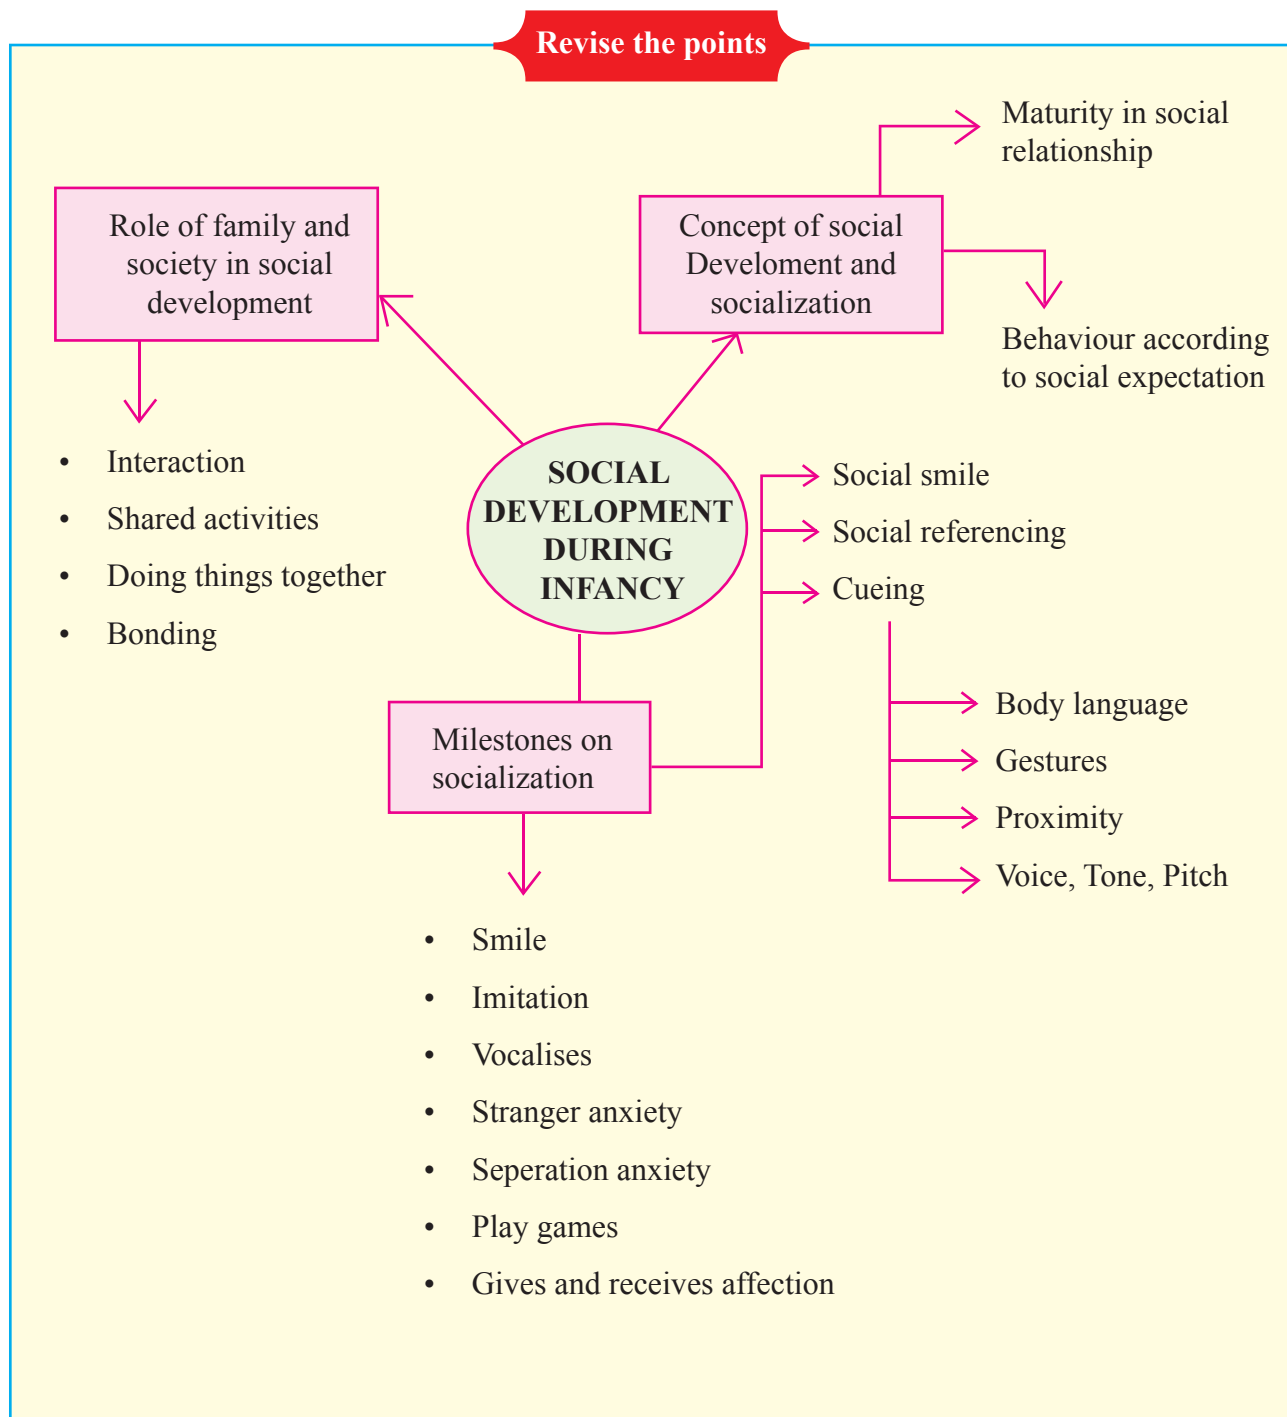 Revise the points
Maturity in social
relationship
Role of family and
society in social
development
Concept of social
Develoment and
socialization
Behaviour according
to social expectation
• Interaction
• Shared activities
• Doing things together
• Bonding
SOCIAL
DEVELOPMENT
DURING
INFANCY
Social smile
Social referencing
Cueing
Body language
Gestures
Proximity
Voice, Tone, Pitch
Milestones on
socialization
• Smile
• Imitation
• Vocalises
• Stranger anxiety
• Seperation anxiety
• Play games
• Gives and receives affection